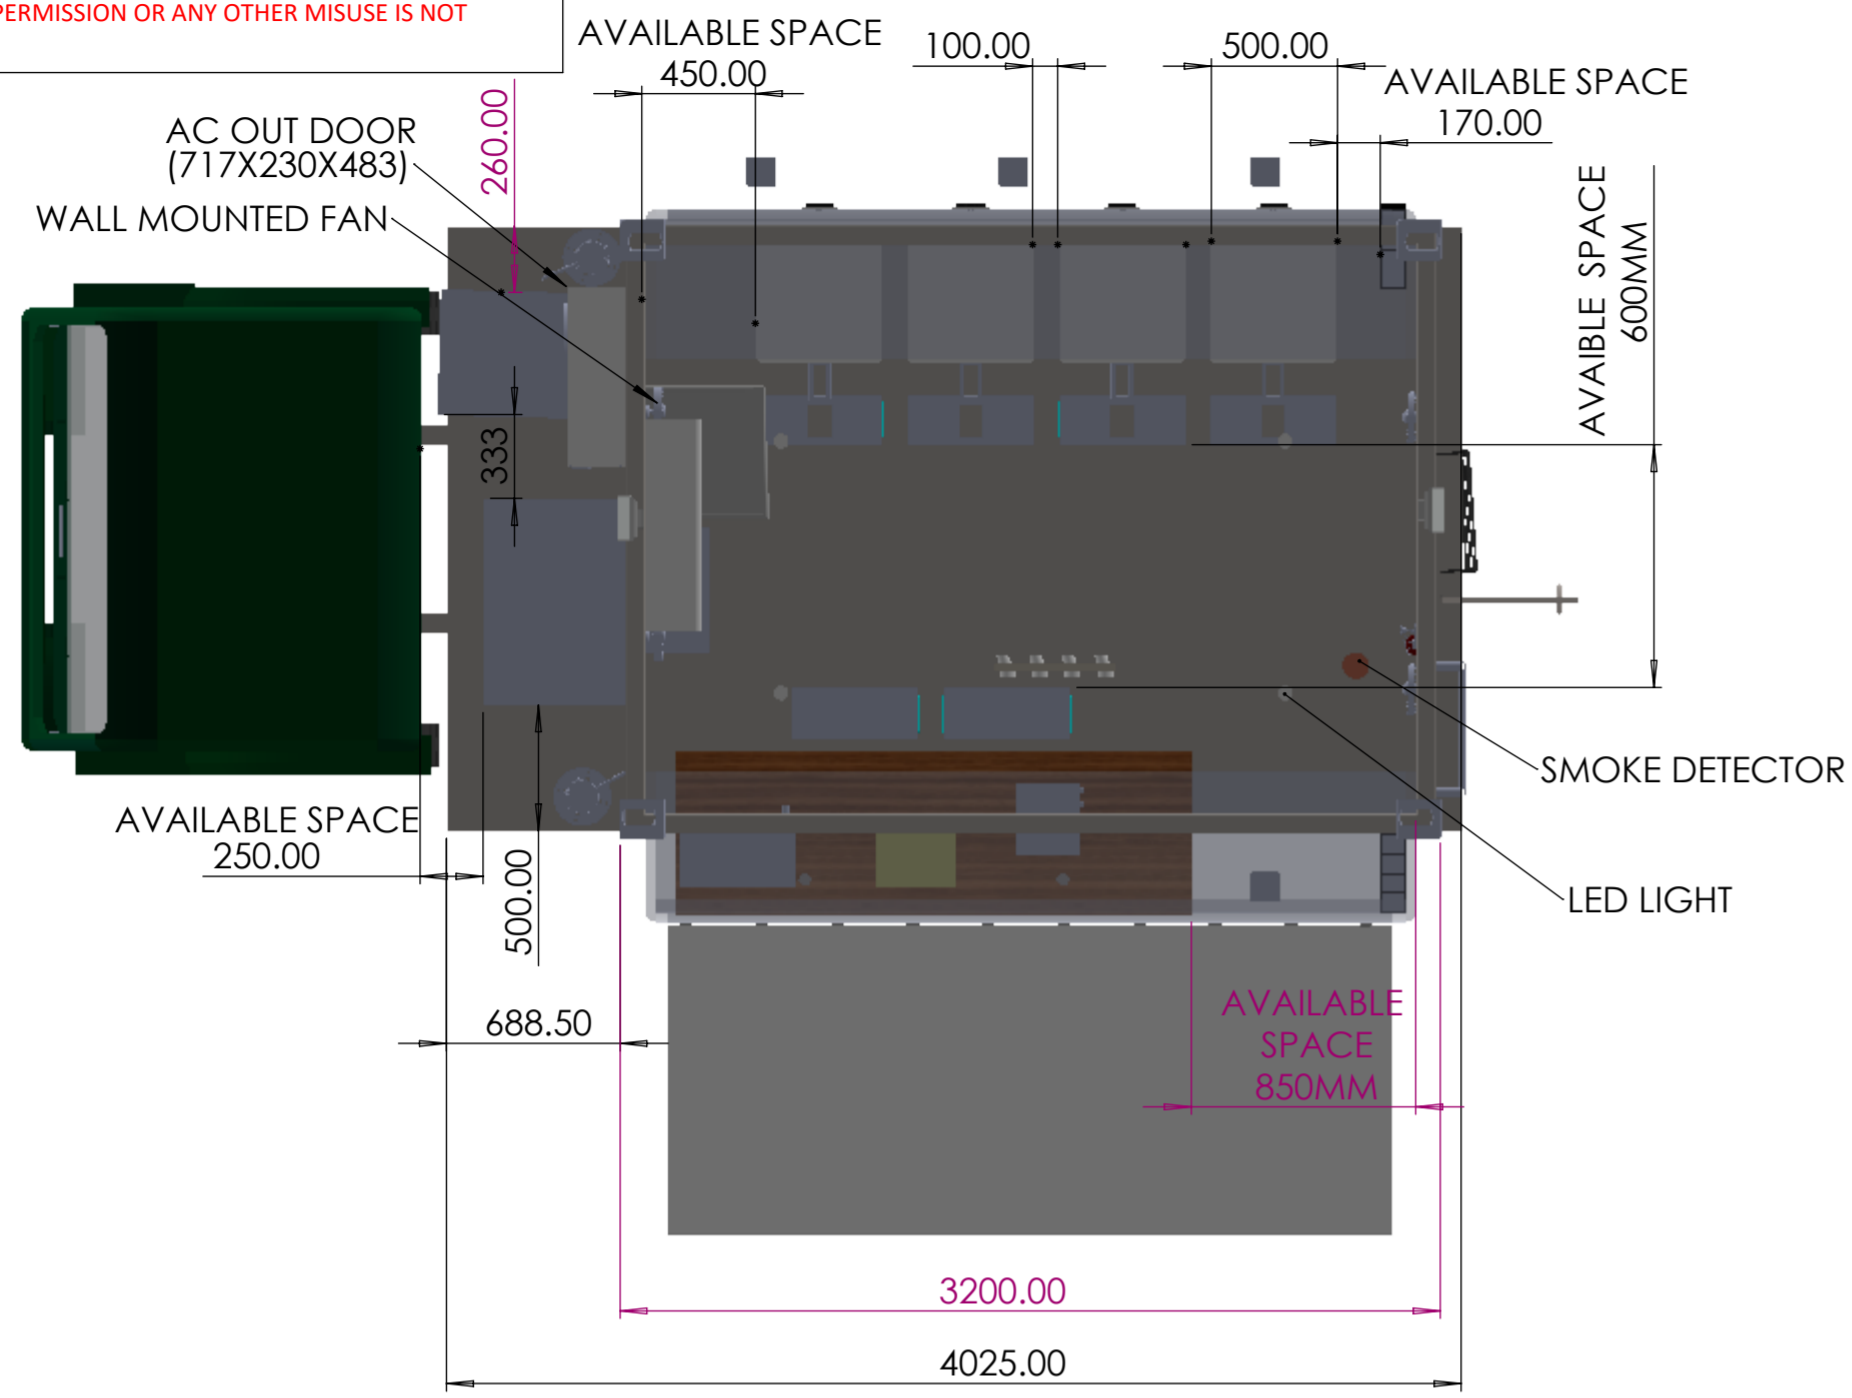 PERMISSION OR ANY OTHER MISUSE IS NOT
AVAILABLE SPACE
450.00
100.00
500.00
AVAILABLE SPACE
170.00
AC OUT DOOR
(717X230X483)
260.00
WALL MOUNTED FAN
AVAIBLE SPACE
600MM
333
SMOKE DETECTOR
AVAILABLE SPACE
250.00
500.00
LED LIGHT
688.50
AVAILABLE
SPACE
850MM
3200.00
4025.00